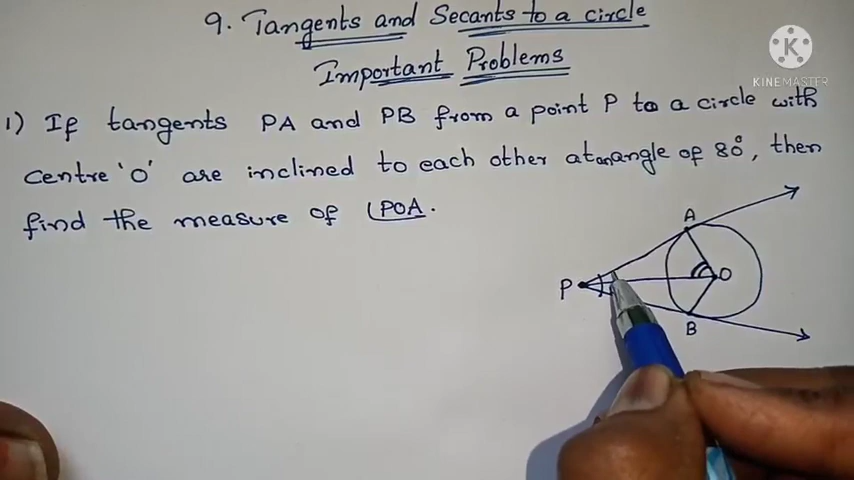 9. Tangents and Secants to a circle
Important Problems
K
KINEMASTER
1) If tangents PA and PB from a point P to a circle with
centre 'O' are inclined to each other at an angle of 80°, then
find the measure of ∠POA.
A
P
O
B